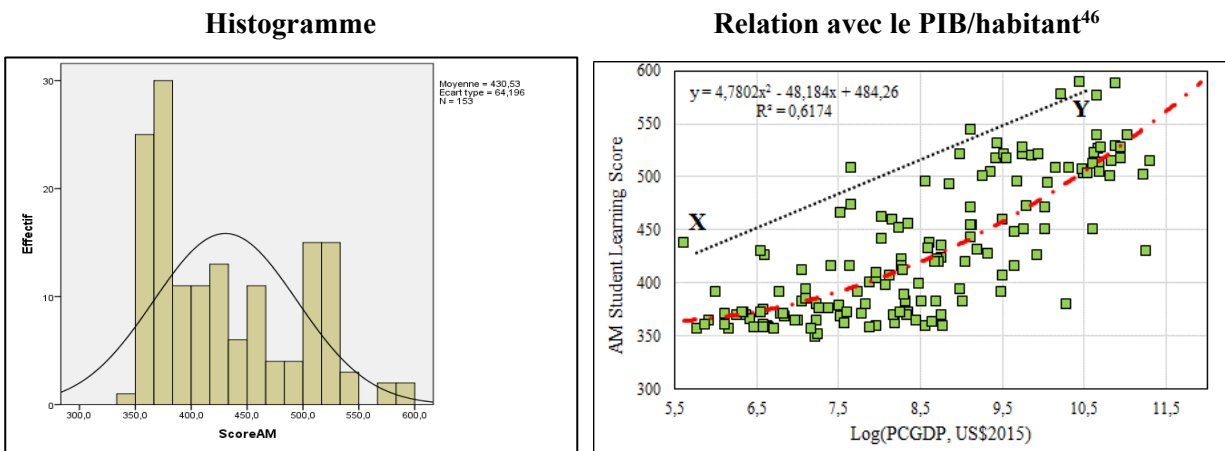 Histogramme
Relation avec le PIB/habitant⁴⁶
Moyenne = 430,53
Ecart type = 64,196
N = 153
30
20
10
0
Effectif
300,0 350,0 400,0 450,0 500,0 550,0 600,0
ScoreAM
600
550
500
450
400
350
300
AM Student Learning Score
y = 4,7802x² - 48,184x + 484,26
R² = 0,6174
X
Y
5,5 6,5 7,5 8,5 9,5 10,5 11,5
Log(PCGDP, US$2015)